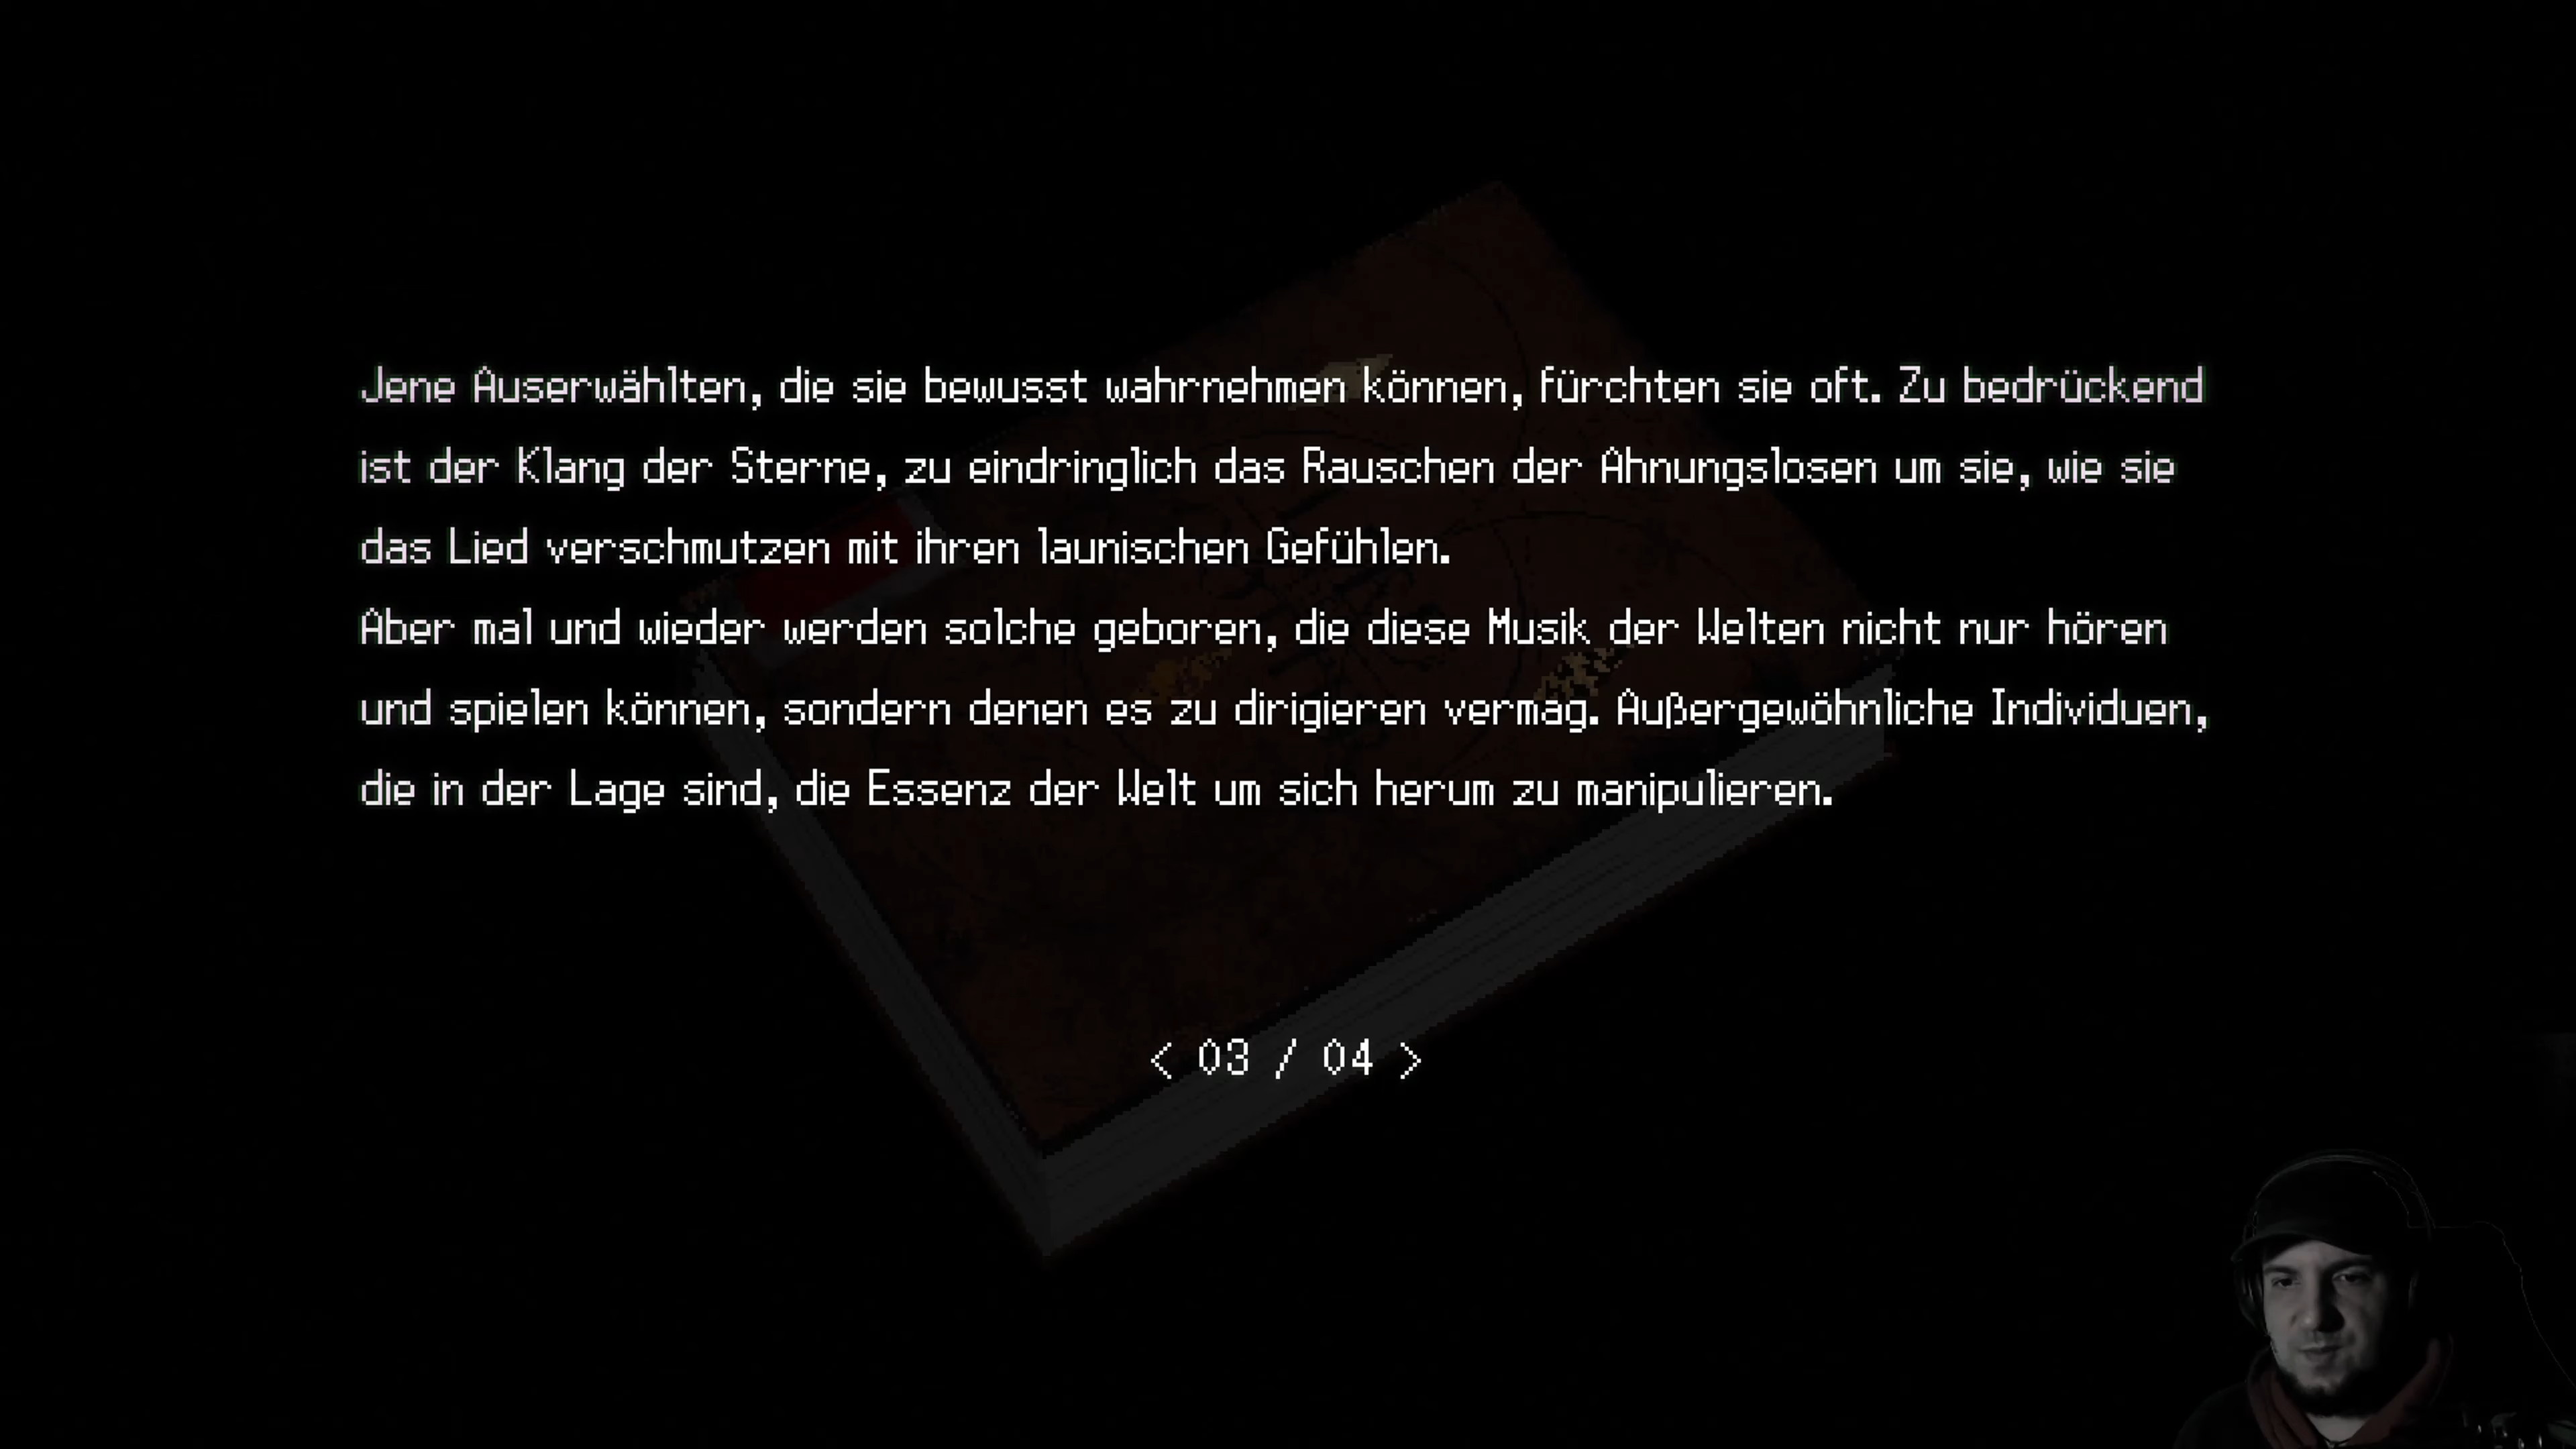 Jene Auserwählten, die sie bewusst wahrnehmen können, fürchten sie oft. Zu bedrückend
ist der Klang der Sterne, zu eindringlich das Rauschen der Ahnungslosen um sie, wie sie
das Lied verschmutzen mit ihren launischen Gefühlen.
Aber mal und wieder werden solche geboren, die diese Musik der Welten nicht nur hören
und spielen können, sondern denen es zu dirigieren vermag. Außergewöhnliche Individuen,
die in der Lage sind, die Essenz der Welt um sich herum zu manipulieren.
< 03 / 04 >